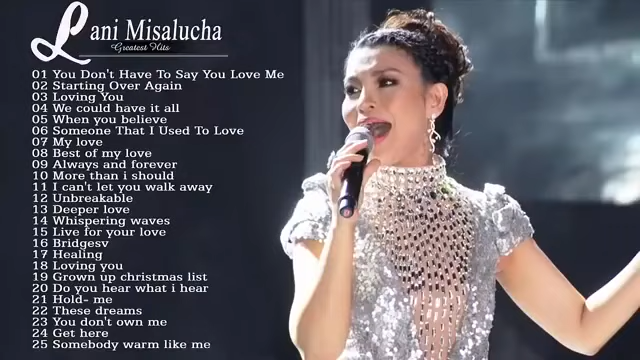 Lani Misalucha
Greatest Hits
01 You Don't Have To Say You Love Me
02 Starting Over Again
03 Loving You
04 We could have it all
05 When you believe
06 Someone That I Used To Love
07 My love
08 Best of my love
09 Always and forever
10 More than i should
11 I can't let you walk away
12 Unbreakable
13 Deeper love
14 Whispering waves
15 Live for your love
16 Bridgesv
17 Healing
18 Loving you
19 Grown up christmas list
20 Do you hear what i hear
21 Hold- me
22 These dreams
23 You don't own me
24 Get here
25 Somebody warm like me